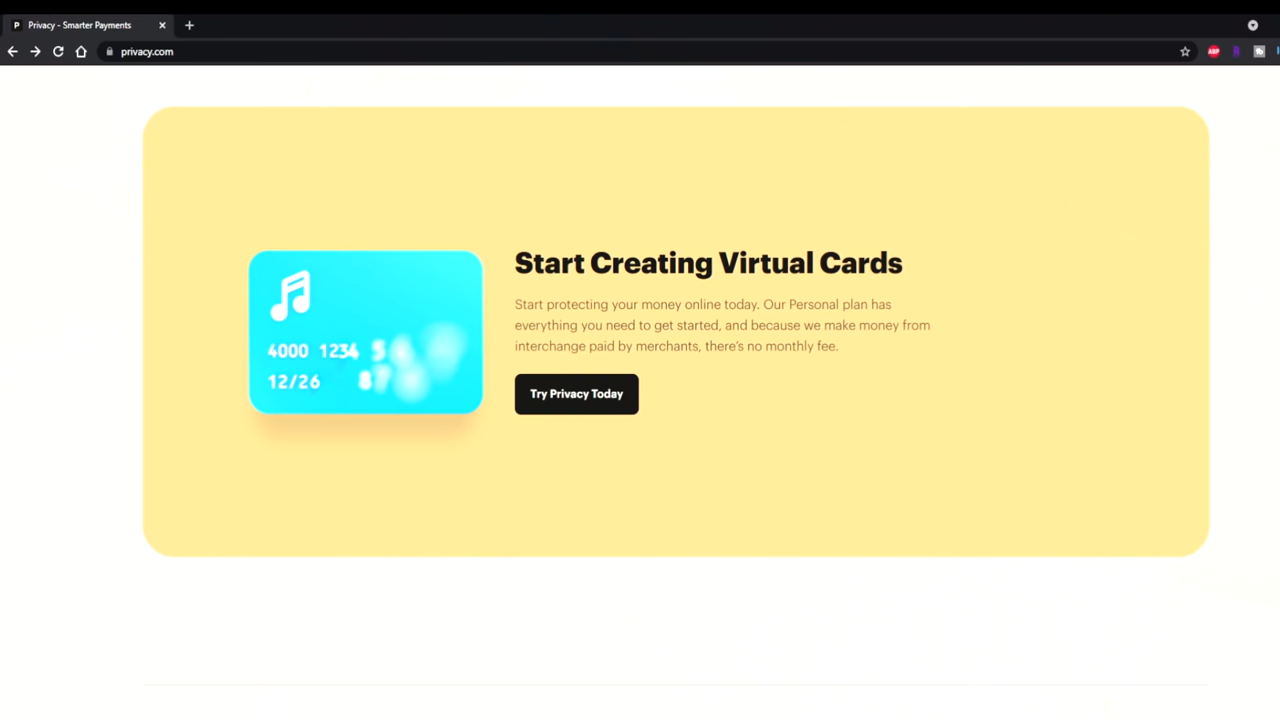 Privacy - Smarter Payments
privacy.com
ABP
Start Creating Virtual Cards
Start protecting your money online today. Our Personal plan has
everything you need to get started, and because we make money from
interchange paid by merchants, there's no monthly fee.
4000 1234
12/26
Try Privacy Today